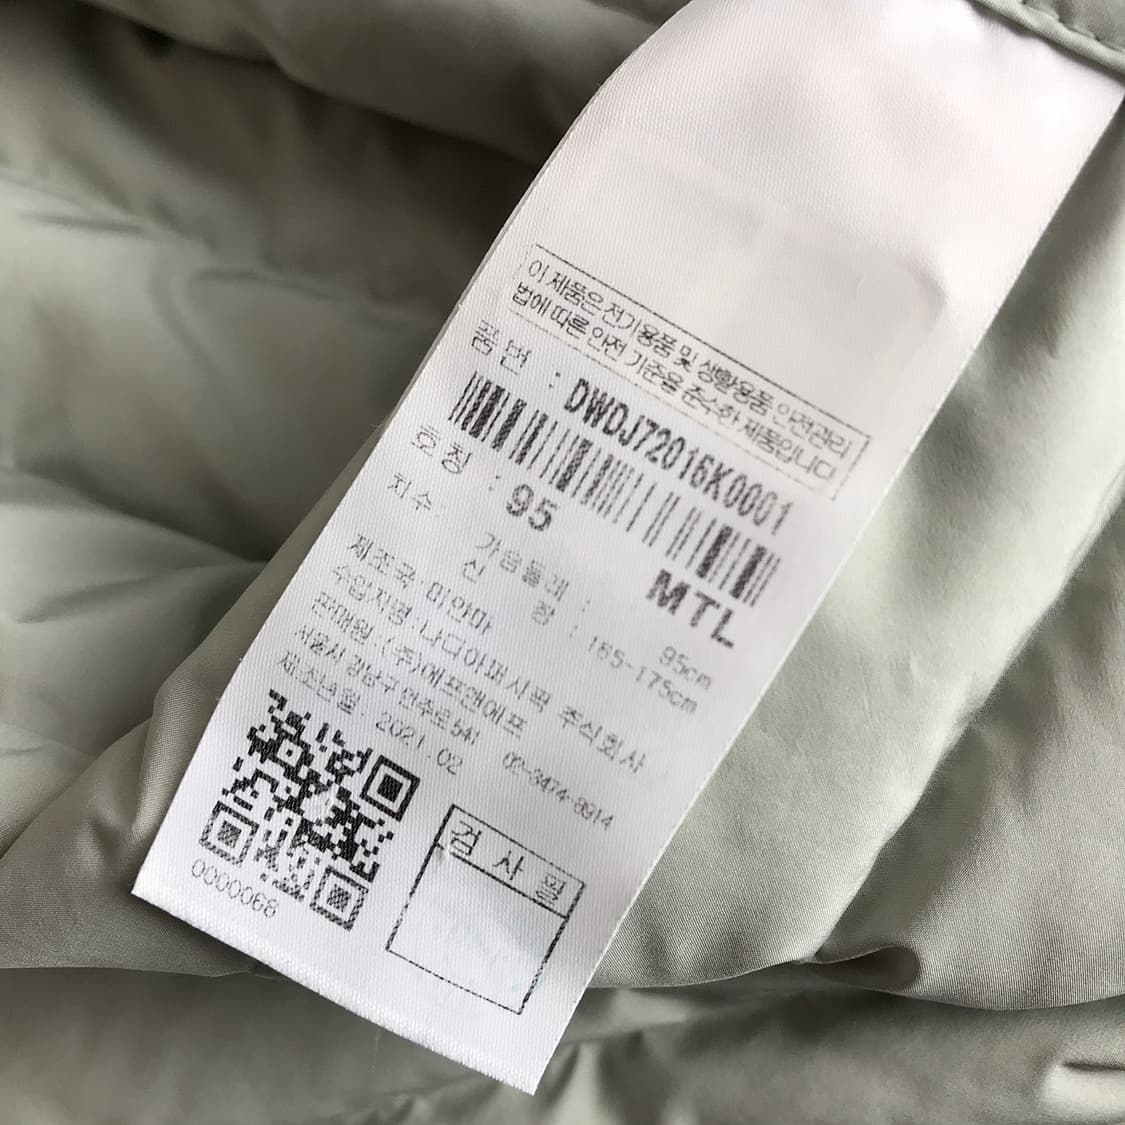 이 제품은 전기용품 및 생활용품 안전관리
법에 따른 안전 기준을 준수한 제품입니다
품 번 : DWDJ72016K0001
호 칭 : 95 MTL
치수: 가슴둘레 : 95cm
신 장 : 165-175cm
제조국: 미얀마
수입자명: 나디아퍼시픽 주식회사
판매원: (주)에프앤에프
서울시 강남구 언주로541 02-3474-8914
제조년월: 2021.02
0000068
검 사 필